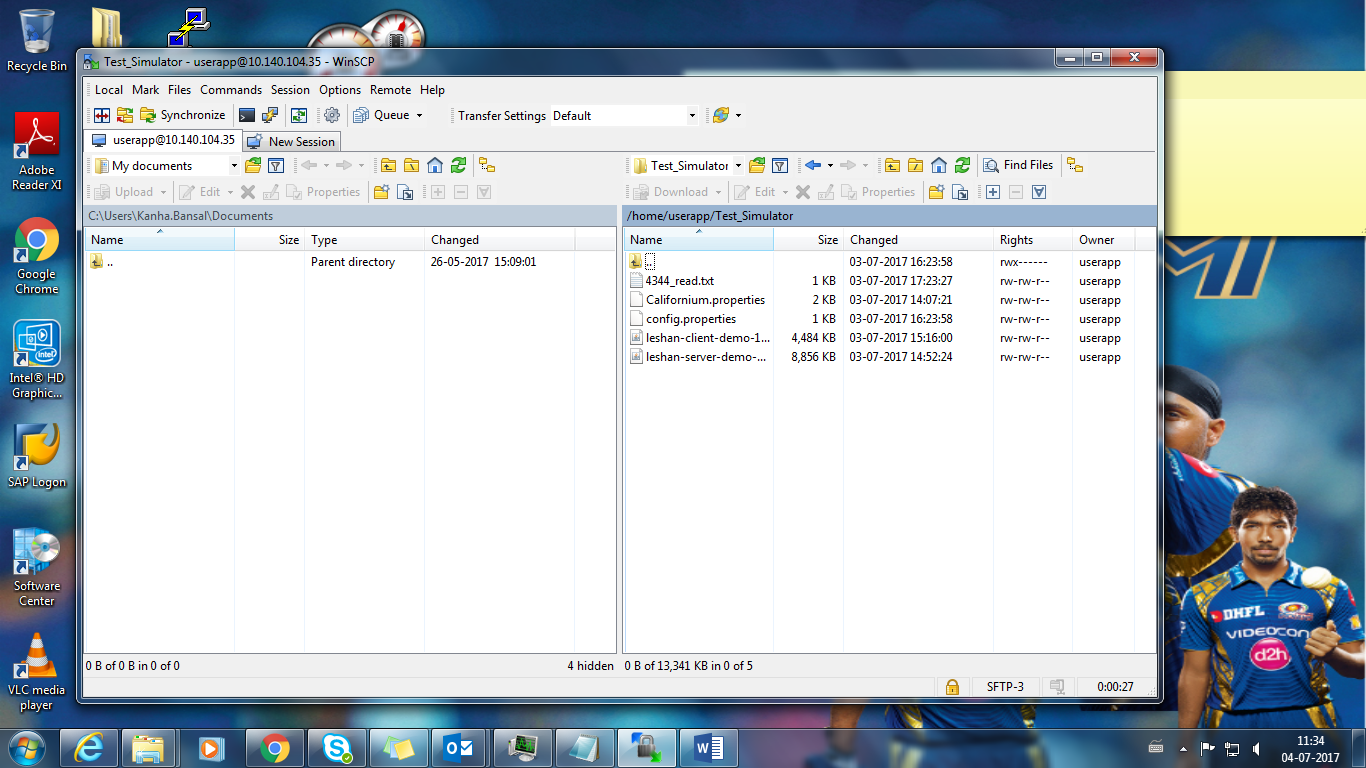 Recycle Bin
Adobe
Reader XI
Google
Chrome
Intel® HD
Graphic...
SAP Logon
Software
Center
VLC media
player
Test_Simulator - userapp@10.140.104.35 - WinSCP
Local Mark Files Commands Session Options Remote Help
Synchronize Queue Transfer Settings Default
userapp@10.140.104.35 New Session
My documents Test_Simulator Find Files
Upload Edit Properties Download Edit Properties
C:\Users\Kanha.Bansal\Documents /home/userapp/Test_Simulator
Name Size Type Changed Name Size Changed Rights Owner
.. Parent directory 26-05-2017 15:09:01 .. 03-07-2017 16:23:58 rwx------ userapp
4344_read.txt 1 KB 03-07-2017 17:23:27 rw-rw-r-- userapp
Californium.properties 2 KB 03-07-2017 14:07:21 rw-rw-r-- userapp
config.properties 1 KB 03-07-2017 16:23:58 rw-rw-r-- userapp
leshan-client-demo-1... 4,484 KB 03-07-2017 15:16:00 rw-rw-r-- userapp
leshan-server-demo-... 8,856 KB 03-07-2017 14:52:24 rw-rw-r-- userapp
0 B of 0 B in 0 of 0 4 hidden 0 B of 13,341 KB in 0 of 5
SFTP-3 0:00:27
MI
DHFL
VIDEOCON
d2h
11:34
04-07-2017